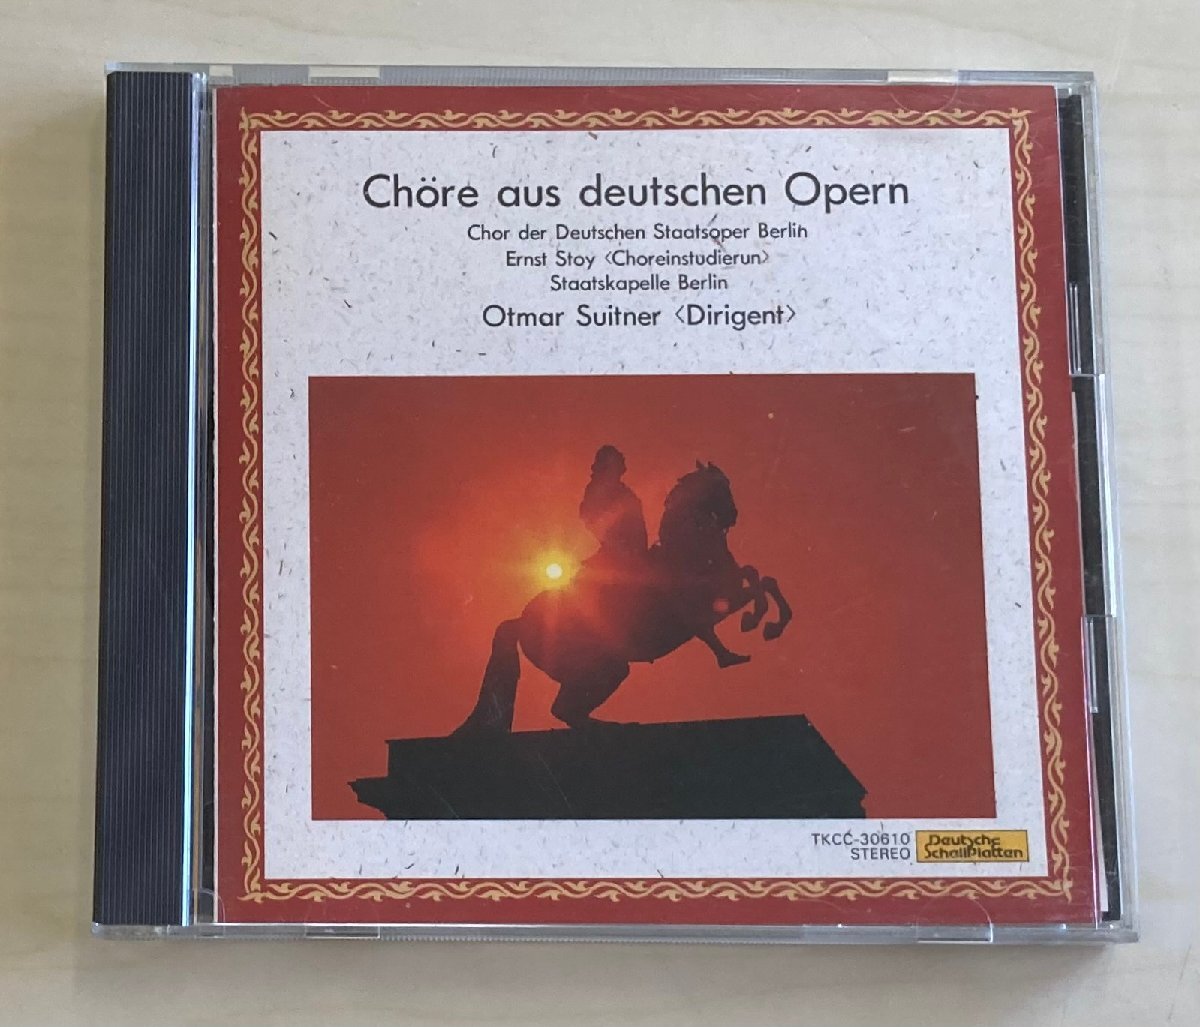 Chöre aus deutschen Opern
Chor der Deutschen Staatsoper Berlin
Ernst Stoy 〈Choreinstudierun〉
Staatskapelle Berlin
Otmar Suitner 〈Dirigent〉
TKCC-30610
STEREO
Deutsche
SchallPlatten